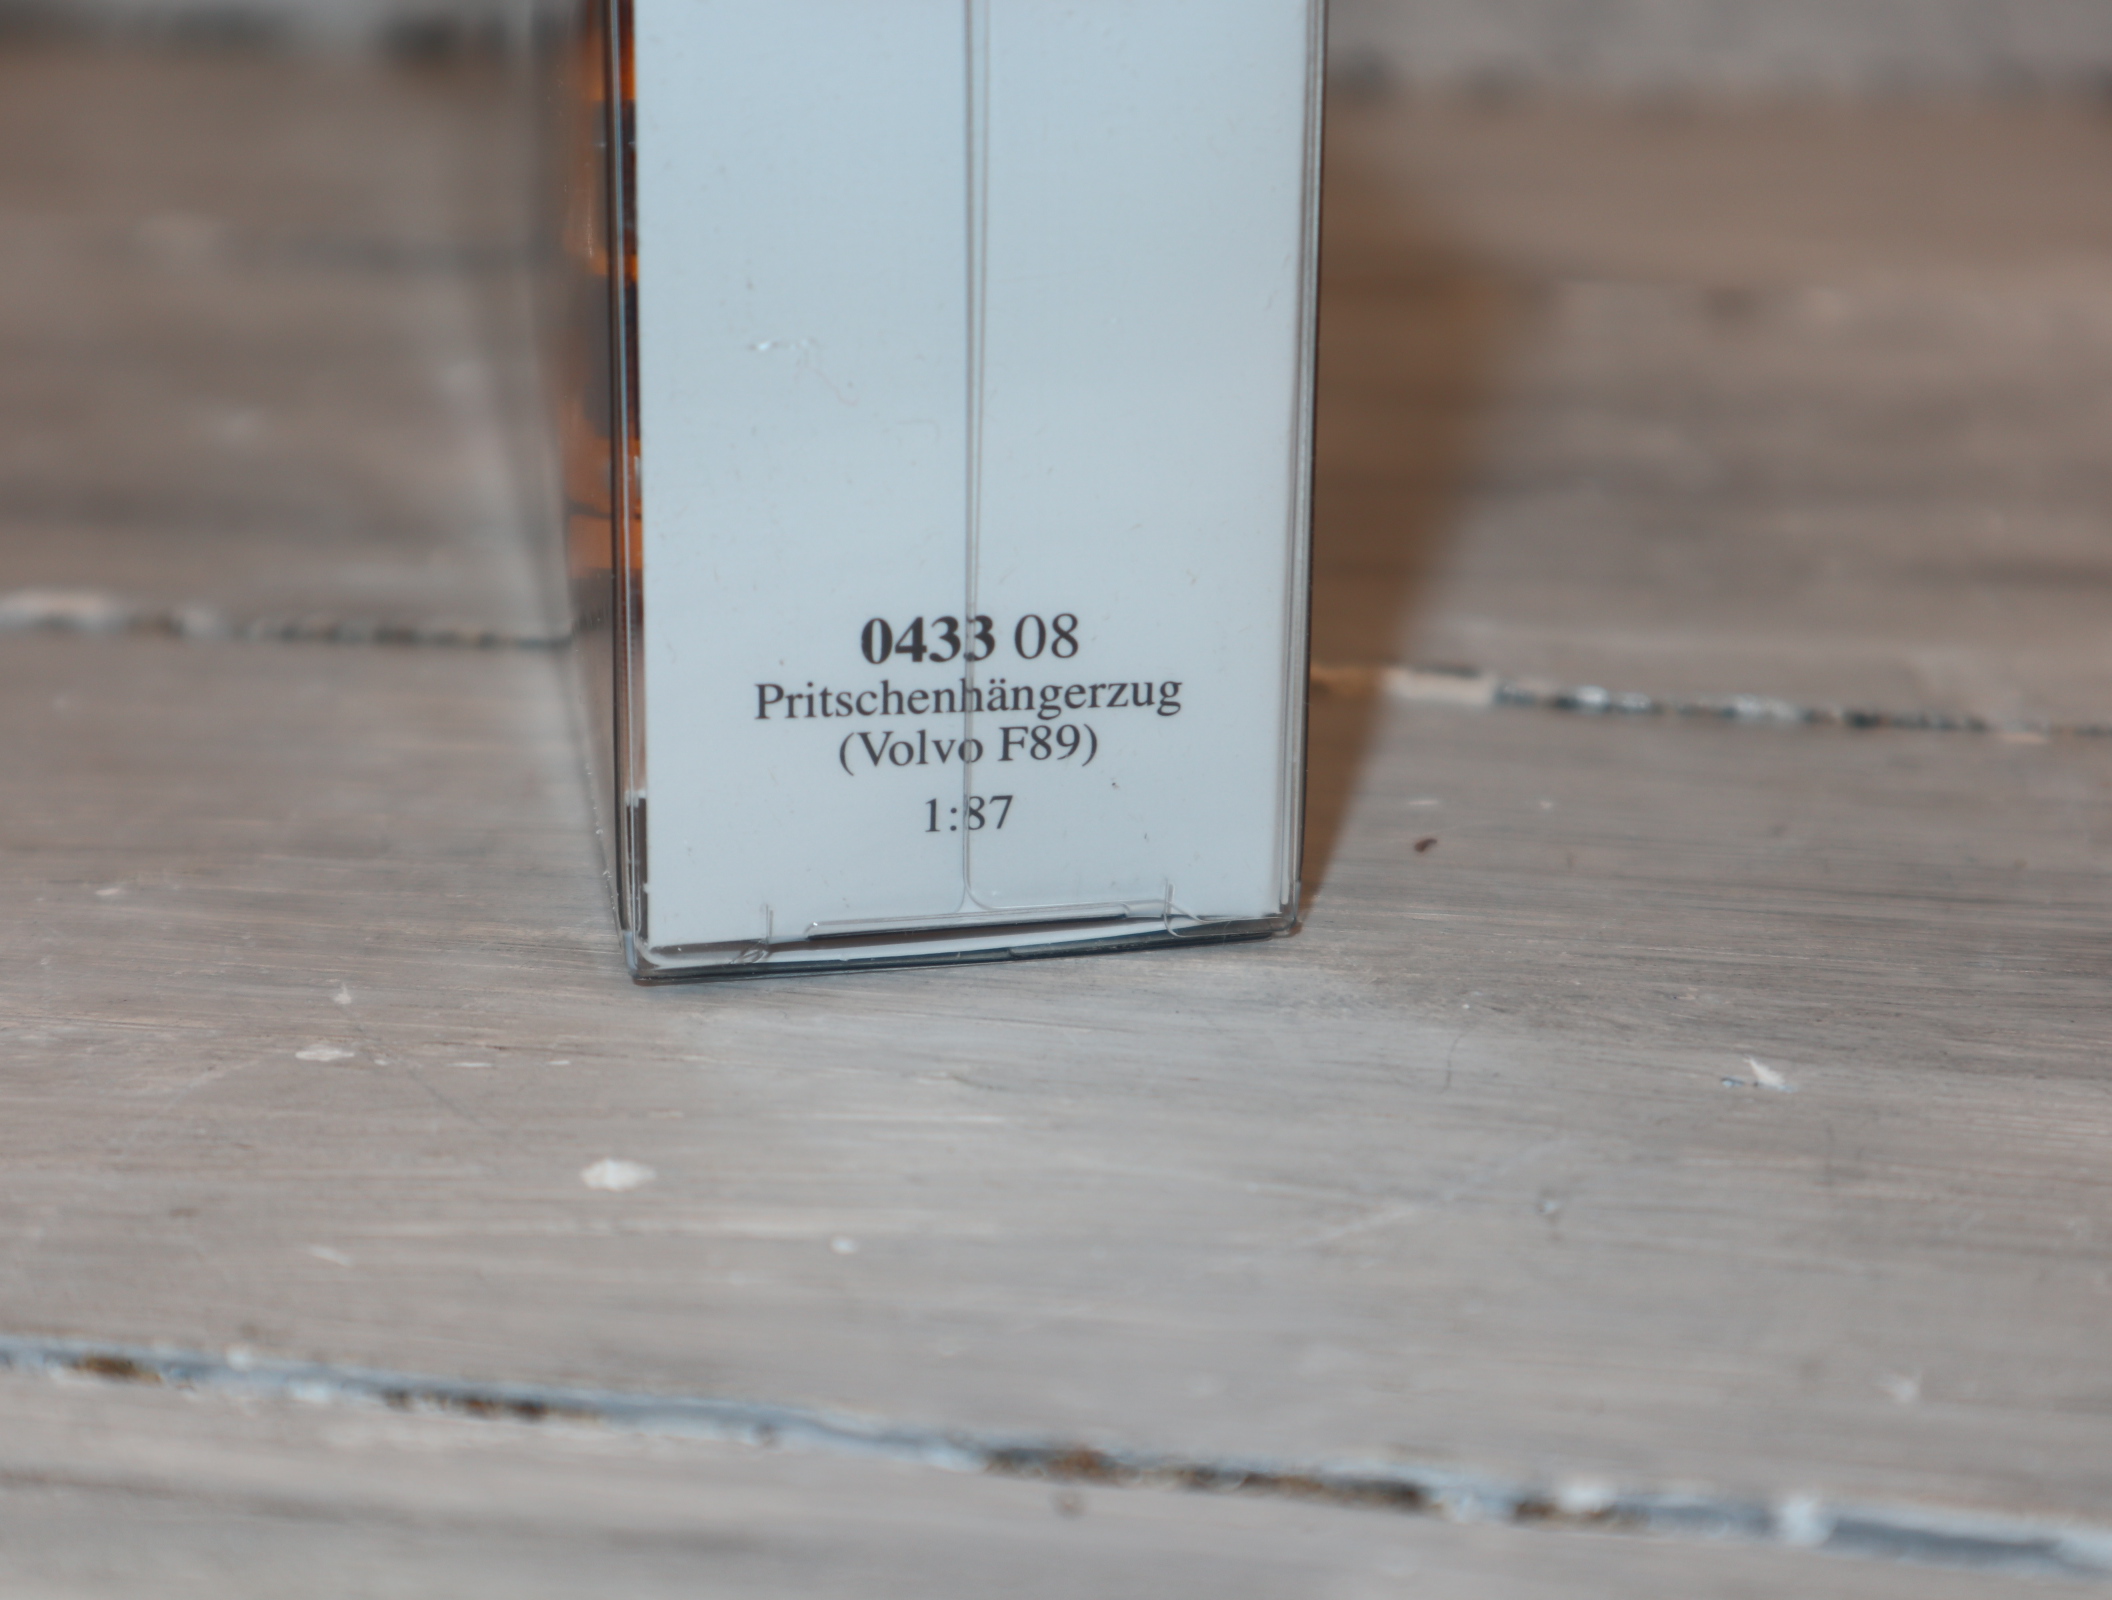 0433 08
Pritschenhängerzug
(Volvo F89)
1:87